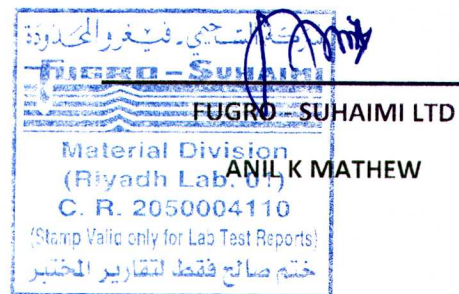 شركة السحيمي - فيغرو المحدودة
FUGRO - SUHAIMI
FUGRO - SUHAIMI LTD
Material Division
(Riyadh Lab. 01)
ANIL K MATHEW
C. R. 2050004110
(Stamp Valid only for Lab Test Reports)
ختم صالح فقط لتقارير المختبر